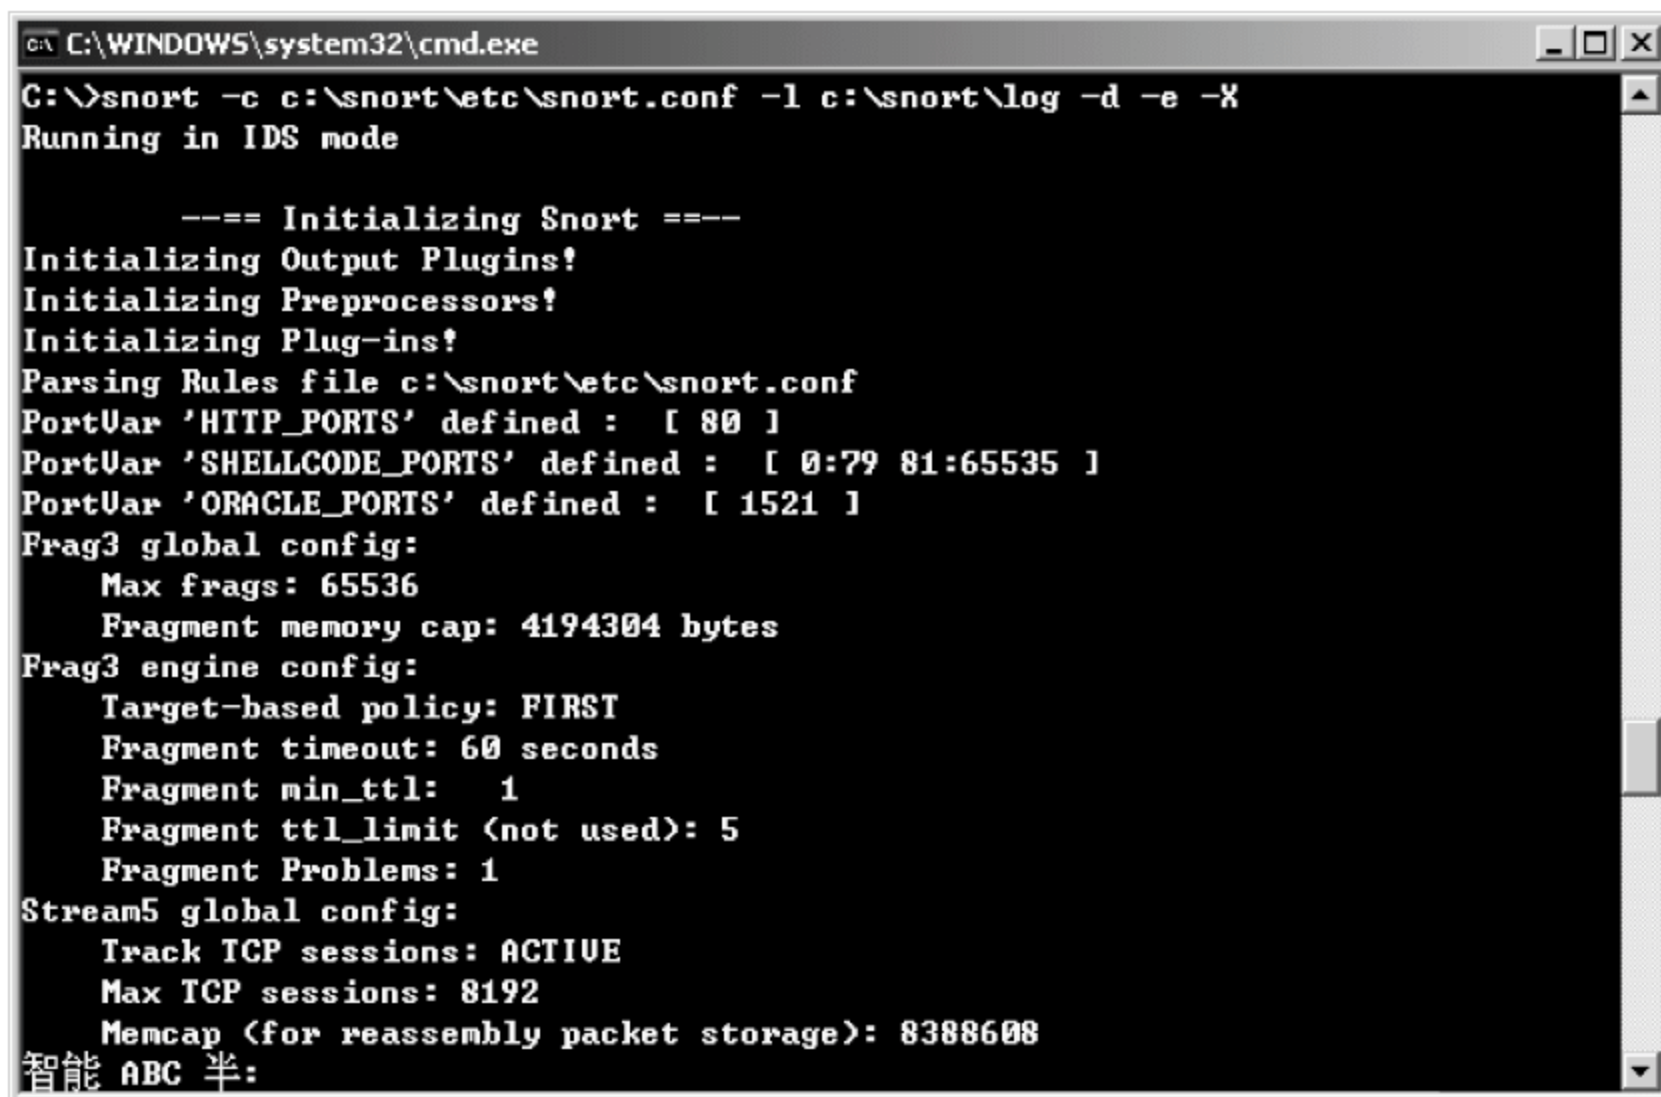 C:\WINDOWS\system32\cmd.exe
C:\>snort -c c:\snort\etc\snort.conf -l c:\snort\log -d -e -X
Running in IDS mode
--== Initializing Snort ==--
Initializing Output Plugins!
Initializing Preprocessors!
Initializing Plug-ins!
Parsing Rules file c:\snort\etc\snort.conf
PortVar 'HTTP_PORTS' defined :  [ 80 ]
PortVar 'SHELLCODE_PORTS' defined :  [ 0:79 81:65535 ]
PortVar 'ORACLE_PORTS' defined :  [ 1521 ]
Frag3 global config:
    Max frags: 65536
    Fragment memory cap: 4194304 bytes
Frag3 engine config:
    Target-based policy: FIRST
    Fragment timeout: 60 seconds
    Fragment min_ttl:   1
    Fragment ttl_limit (not used): 5
    Fragment Problems: 1
Stream5 global config:
    Track TCP sessions: ACTIVE
    Max TCP sessions: 8192
    Memcap (for reassembly packet storage): 8388608
智能 ABC 半: